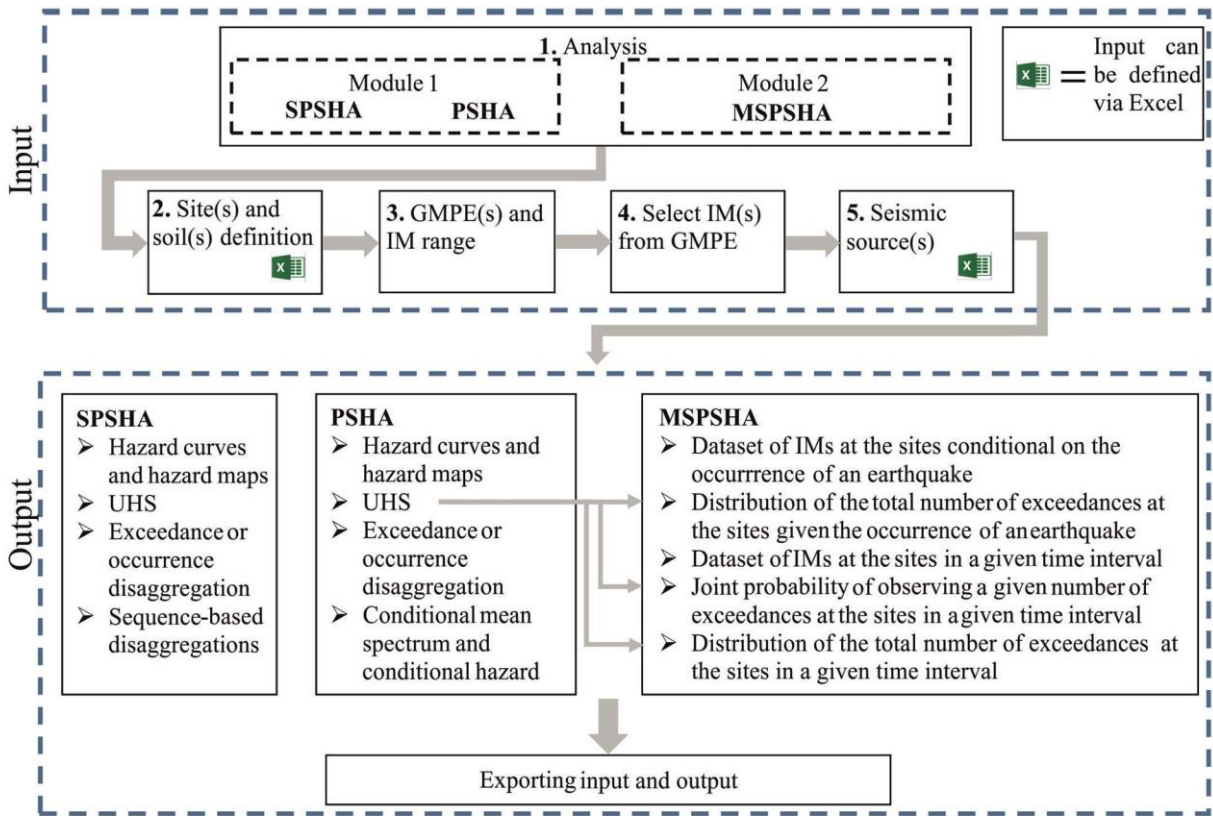 1. Analysis
Module 1
SPSHA PSHA
Module 2
MSPSHA
X
=
Input can
be defined
via Excel
Input
2. Site(s) and
soil(s) definition
X
3. GMPE(s) and
IM range
4. Select IM(s)
from GMPE
5. Seismic
source(s)
X
Output
SPSHA
➢ Hazard curves
and hazard maps
➢ UHS
➢ Exceedance or
occurrence
disaggregation
➢ Sequence-based
disaggregations
PSHA
➢ Hazard curves and
hazard maps
➢ UHS
➢ Exceedance or
occurrence
disaggregation
➢ Conditional mean
spectrum and
conditional hazard
MSPSHA
➢ Dataset of IMs at the sites conditional on the
occurrrence of an earthquake
➢ Distribution of the total number of exceedances at
the sites given the occurrence of an earthquake
➢ Dataset of IMs at the sites in a given time interval
➢ Joint probability of observing a given number of
exceedances at the sites in a given time interval
➢ Distribution of the total number of exceedances at
the sites in a given time interval
Exporting input and output